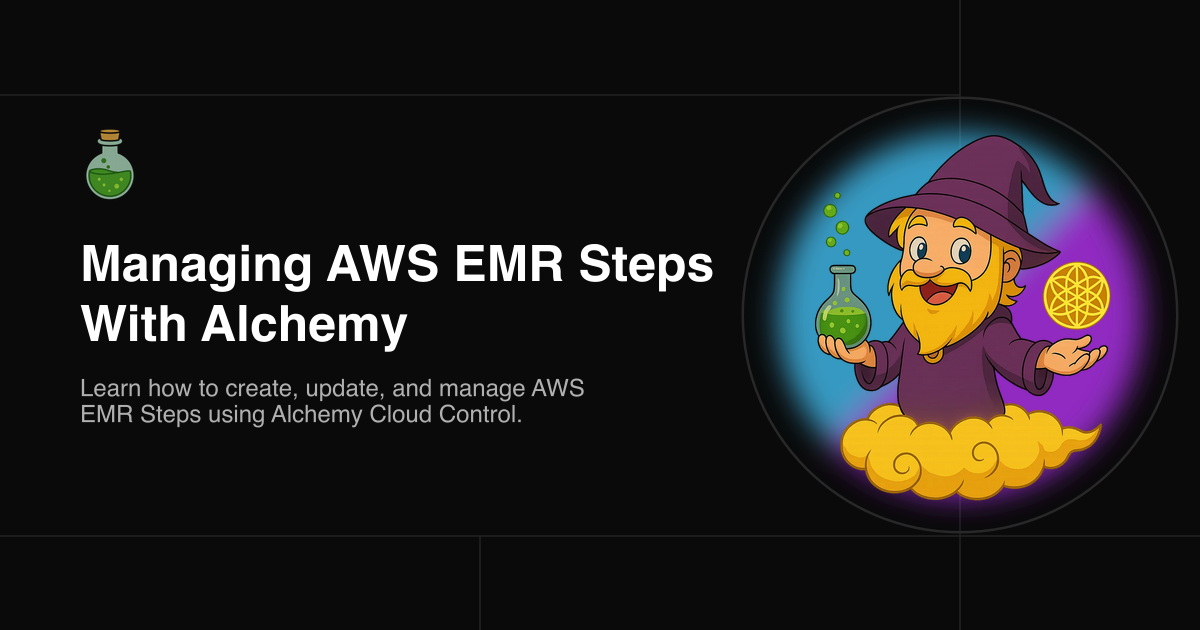 Managing AWS EMR Steps
With Alchemy
Learn how to create, update, and manage AWS
EMR Steps using Alchemy Cloud Control.